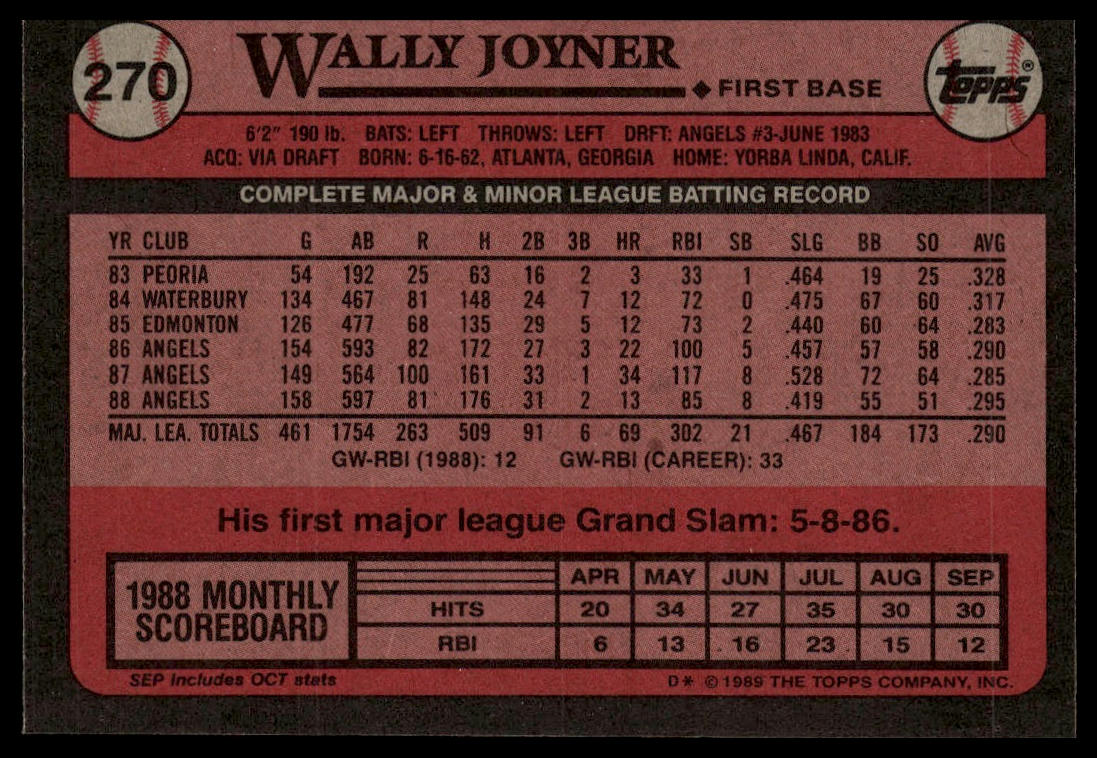 270
WALLY JOYNER
◆ FIRST BASE
TOPPS®
6'2" 190 lb. BATS: LEFT THROWS: LEFT DRFT: ANGELS #3-JUNE 1983
ACQ: VIA DRAFT BORN: 6-16-62, ATLANTA, GEORGIA HOME: YORBA LINDA, CALIF.
COMPLETE MAJOR & MINOR LEAGUE BATTING RECORD
YR CLUB G AB R H 2B 3B HR RBI SB SLG BB SO AVG
83 PEORIA 54 192 25 63 16 2 3 33 1 .464 19 25 .328
84 WATERBURY 134 467 81 148 24 7 12 72 0 .475 67 60 .317
85 EDMONTON 126 477 68 135 29 5 12 73 2 .440 60 64 .283
86 ANGELS 154 593 82 172 27 3 22 100 5 .457 57 58 .290
87 ANGELS 149 564 100 161 33 1 34 117 8 .528 72 64 .285
88 ANGELS 158 597 81 176 31 2 13 85 8 .419 55 51 .295
MAJ. LEA. TOTALS 461 1754 263 509 91 6 69 302 21 .467 184 173 .290
GW-RBI (1988): 12 GW-RBI (CAREER): 33
His first major league Grand Slam: 5-8-86.
1988 MONTHLY
SCOREBOARD
APR MAY JUN JUL AUG SEP
HITS 20 34 27 35 30 30
RBI 6 13 16 23 15 12
SEP Includes OCT stats
D* © 1989 THE TOPPS COMPANY, INC.